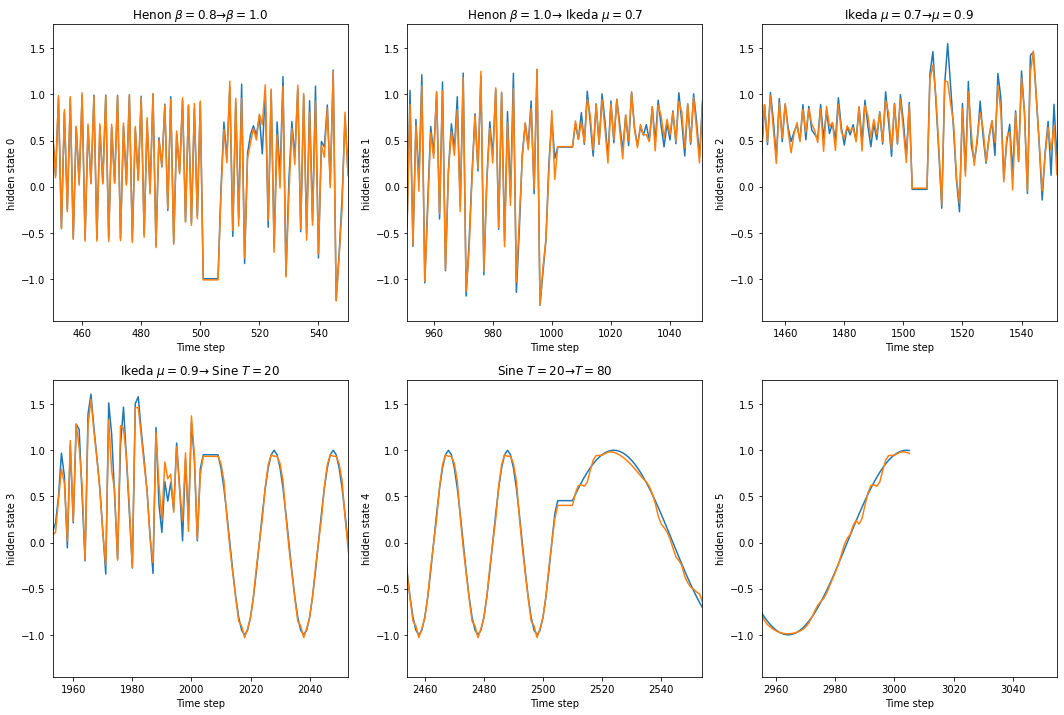 Henon β = 0.8→β = 1.0
hidden state 0
1.5
1.0
0.5
0.0
−0.5
−1.0
460 480 500 520 540
Time step
Henon β = 1.0→ Ikeda μ = 0.7
hidden state 1
1.5
1.0
0.5
0.0
−0.5
−1.0
960 980 1000 1020 1040
Time step
Ikeda μ = 0.7→μ = 0.9
hidden state 2
1.5
1.0
0.5
0.0
−0.5
−1.0
1460 1480 1500 1520 1540
Time step
Ikeda μ = 0.9→ Sine T = 20
hidden state 3
1.5
1.0
0.5
0.0
−0.5
−1.0
1960 1980 2000 2020 2040
Time step
Sine T = 20→T = 80
hidden state 4
1.5
1.0
0.5
0.0
−0.5
−1.0
2460 2480 2500 2520 2540
Time step
hidden state 5
1.5
1.0
0.5
0.0
−0.5
−1.0
2960 2980 3000 3020 3040
Time step